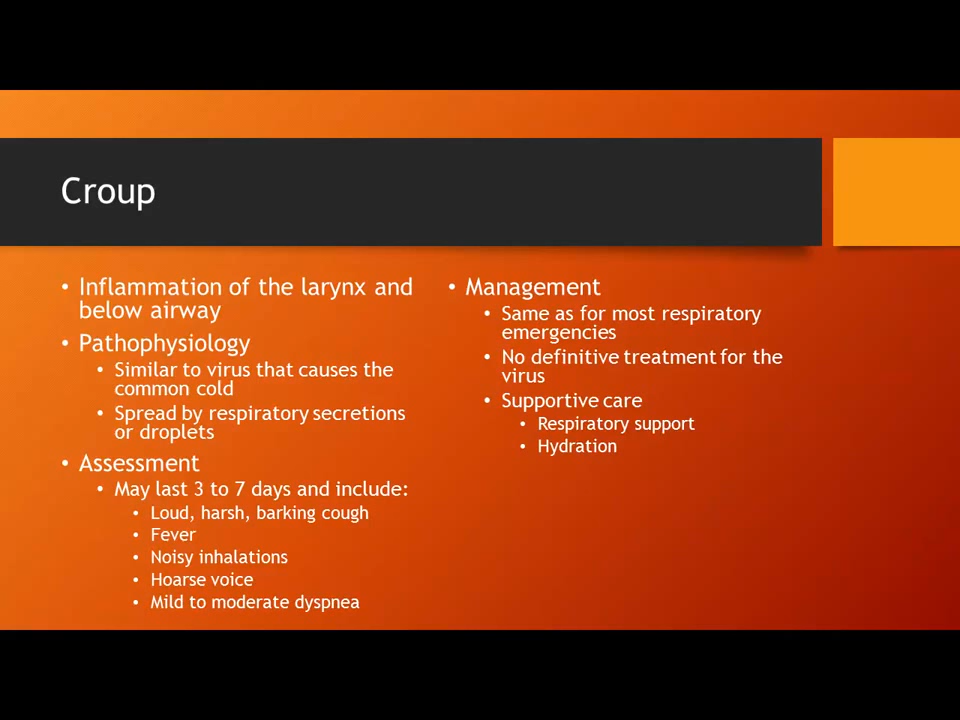 Croup
• Inflammation of the larynx and
below airway
• Pathophysiology
• Similar to virus that causes the
common cold
• Spread by respiratory secretions
or droplets
• Assessment
• May last 3 to 7 days and include:
• Loud, harsh, barking cough
• Fever
• Noisy inhalations
• Hoarse voice
• Mild to moderate dyspnea
• Management
• Same as for most respiratory
emergencies
• No definitive treatment for the
virus
• Supportive care
• Respiratory support
• Hydration